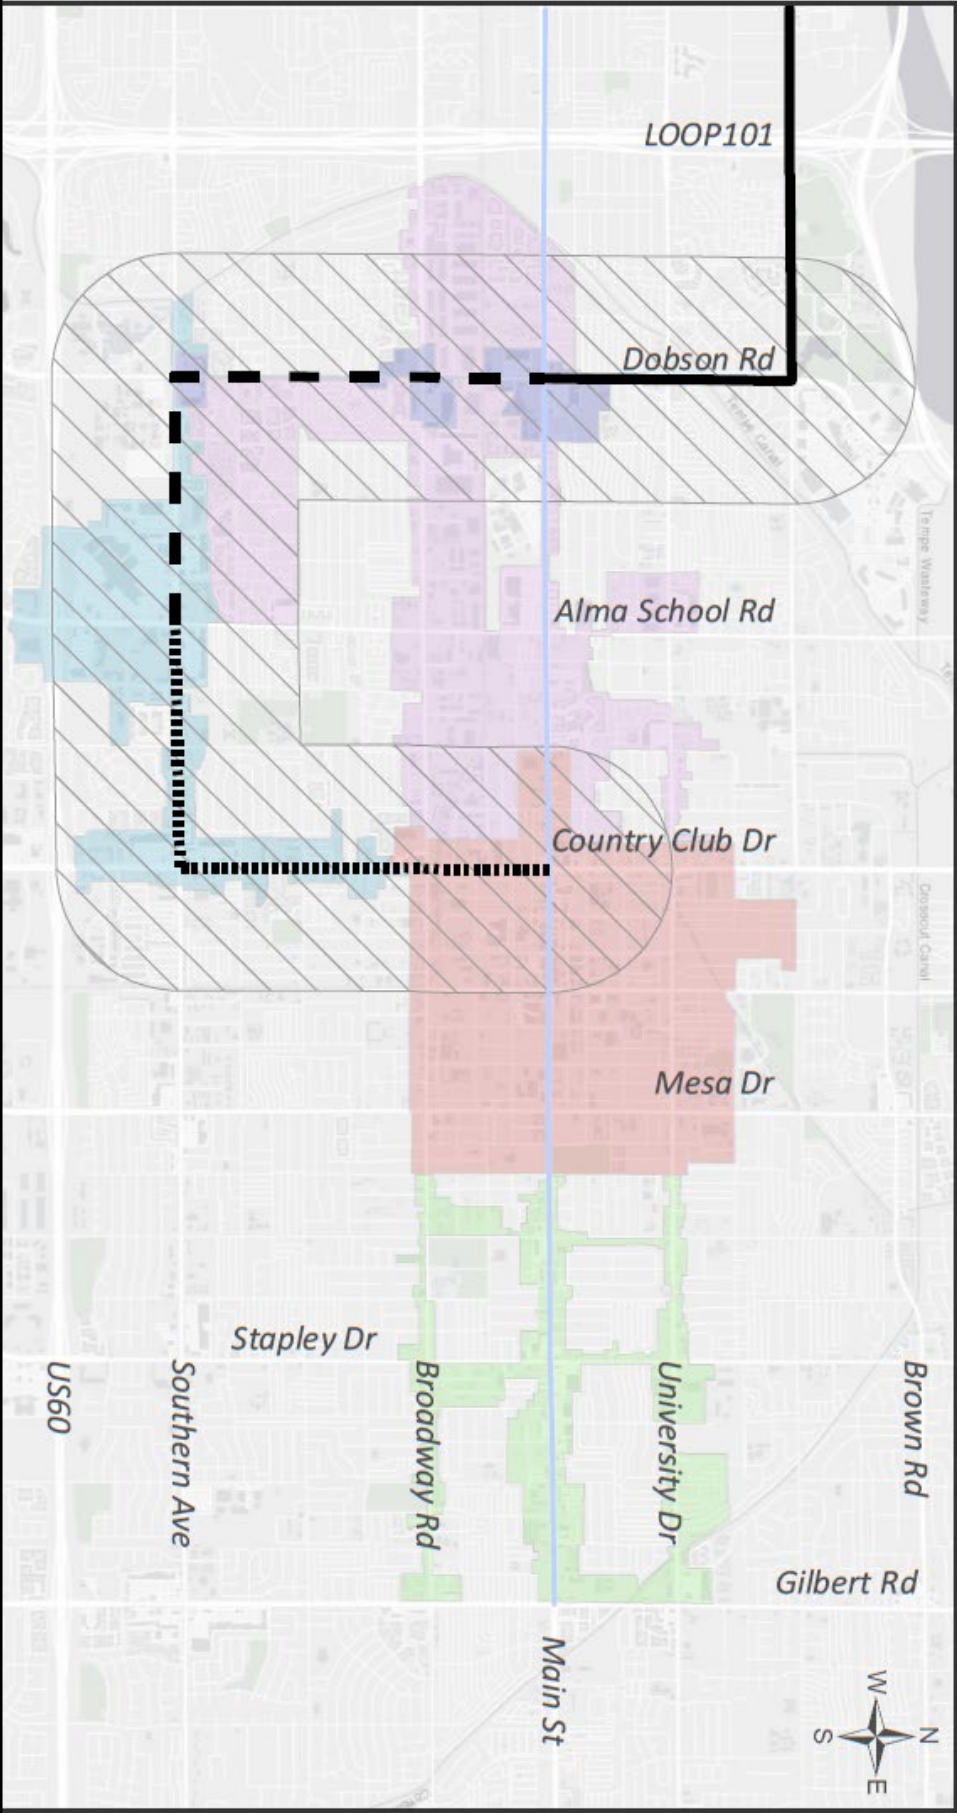 LOOP101
Dobson Rd
Tempe Canal
Tempe Wasteway
Alma School Rd
Country Club Dr
Crosscut Canal
Mesa Dr
Stapley Dr
US60
Southern Ave
Broadway Rd
University Dr
Brown Rd
Gilbert Rd
Main St
W
N
S
E